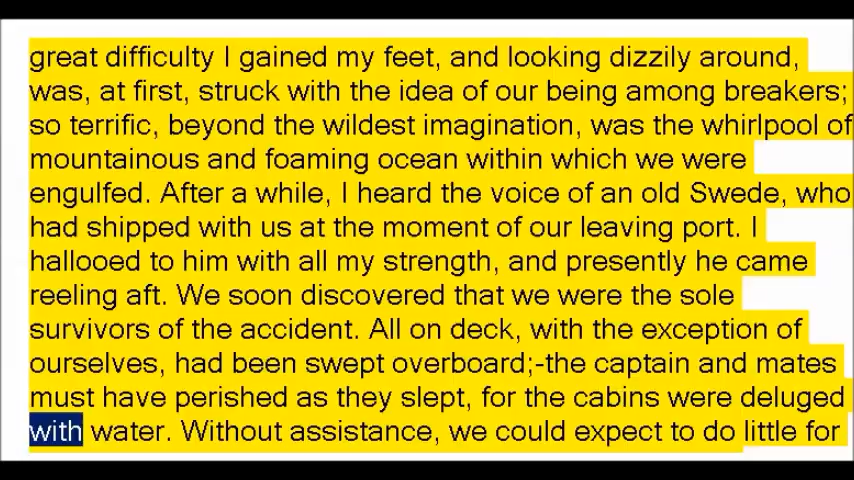 great difficulty I gained my feet, and looking dizzily around,
was, at first, struck with the idea of our being among breakers;
so terrific, beyond the wildest imagination, was the whirlpool of
mountainous and foaming ocean within which we were
engulfed. After a while, I heard the voice of an old Swede, who
had shipped with us at the moment of our leaving port. I
hallooed to him with all my strength, and presently he came
reeling aft. We soon discovered that we were the sole
survivors of the accident. All on deck, with the exception of
ourselves, had been swept overboard;-the captain and mates
must have perished as they slept, for the cabins were deluged
with water. Without assistance, we could expect to do little for